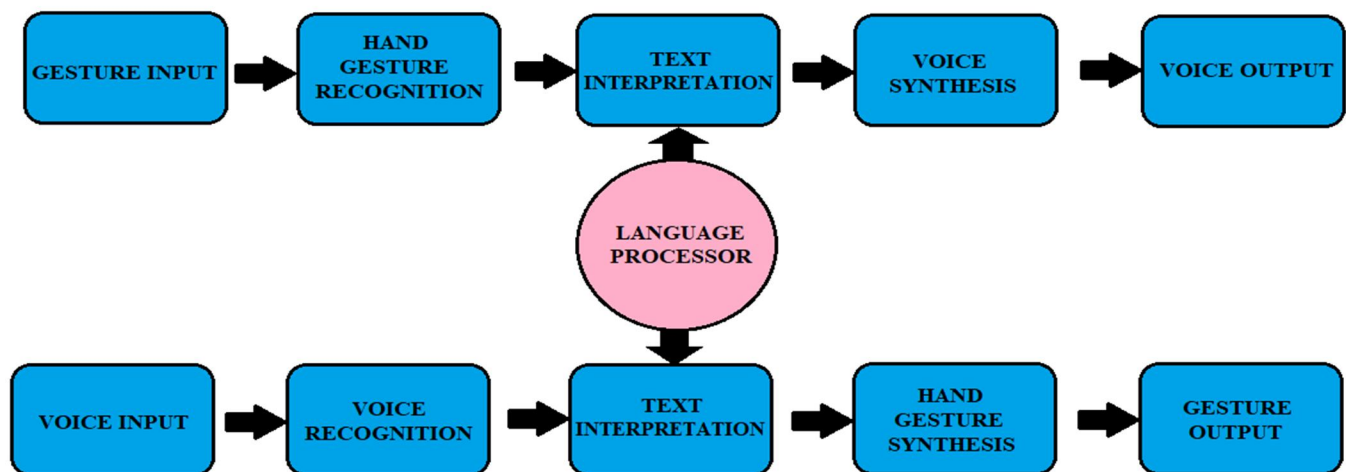 GESTURE INPUT
HAND
GESTURE
RECOGNITION
TEXT
INTERPRETATION
VOICE
SYNTHESIS
VOICE OUTPUT
LANGUAGE
PROCESSOR
VOICE INPUT
VOICE
RECOGNITION
TEXT
INTERPRETATION
HAND
GESTURE
SYNTHESIS
GESTURE
OUTPUT